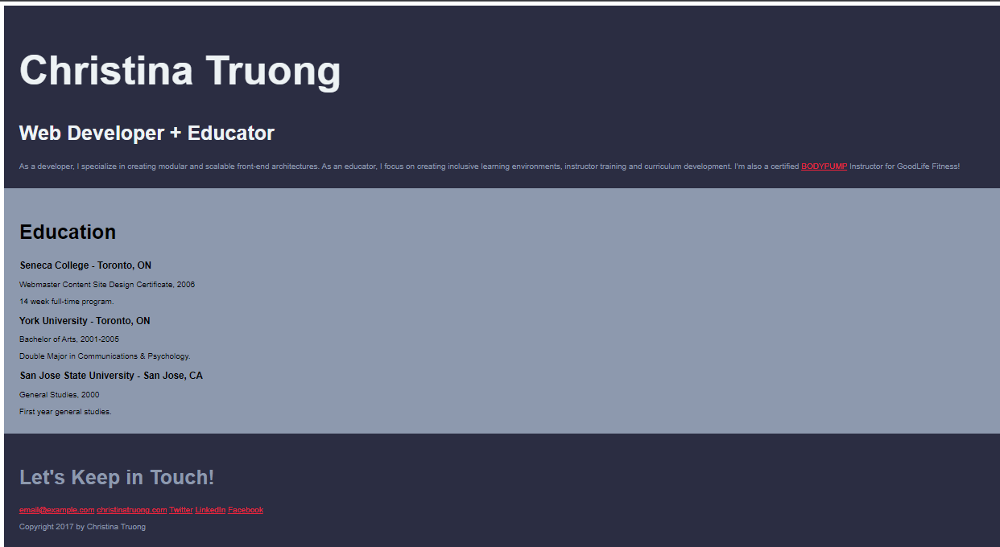 Christina Truong
Web Developer + Educator
As a developer, I specialize in creating modular and scalable front-end architectures. As an educator, I focus on creating inclusive learning environments, instructor training and curriculum development. I'm also a certified BODYPUMP Instructor for GoodLife Fitness!
Education
Seneca College - Toronto, ON
Webmaster Content Site Design Certificate, 2006
14 week full-time program.
York University - Toronto, ON
Bachelor of Arts, 2001-2005
Double Major in Communications & Psychology.
San Jose State University - San Jose, CA
General Studies, 2000
First year general studies.
Let's Keep in Touch!
email@example.com christinatruong.com Twitter LinkedIn Facebook
Copyright 2017 by Christina Truong